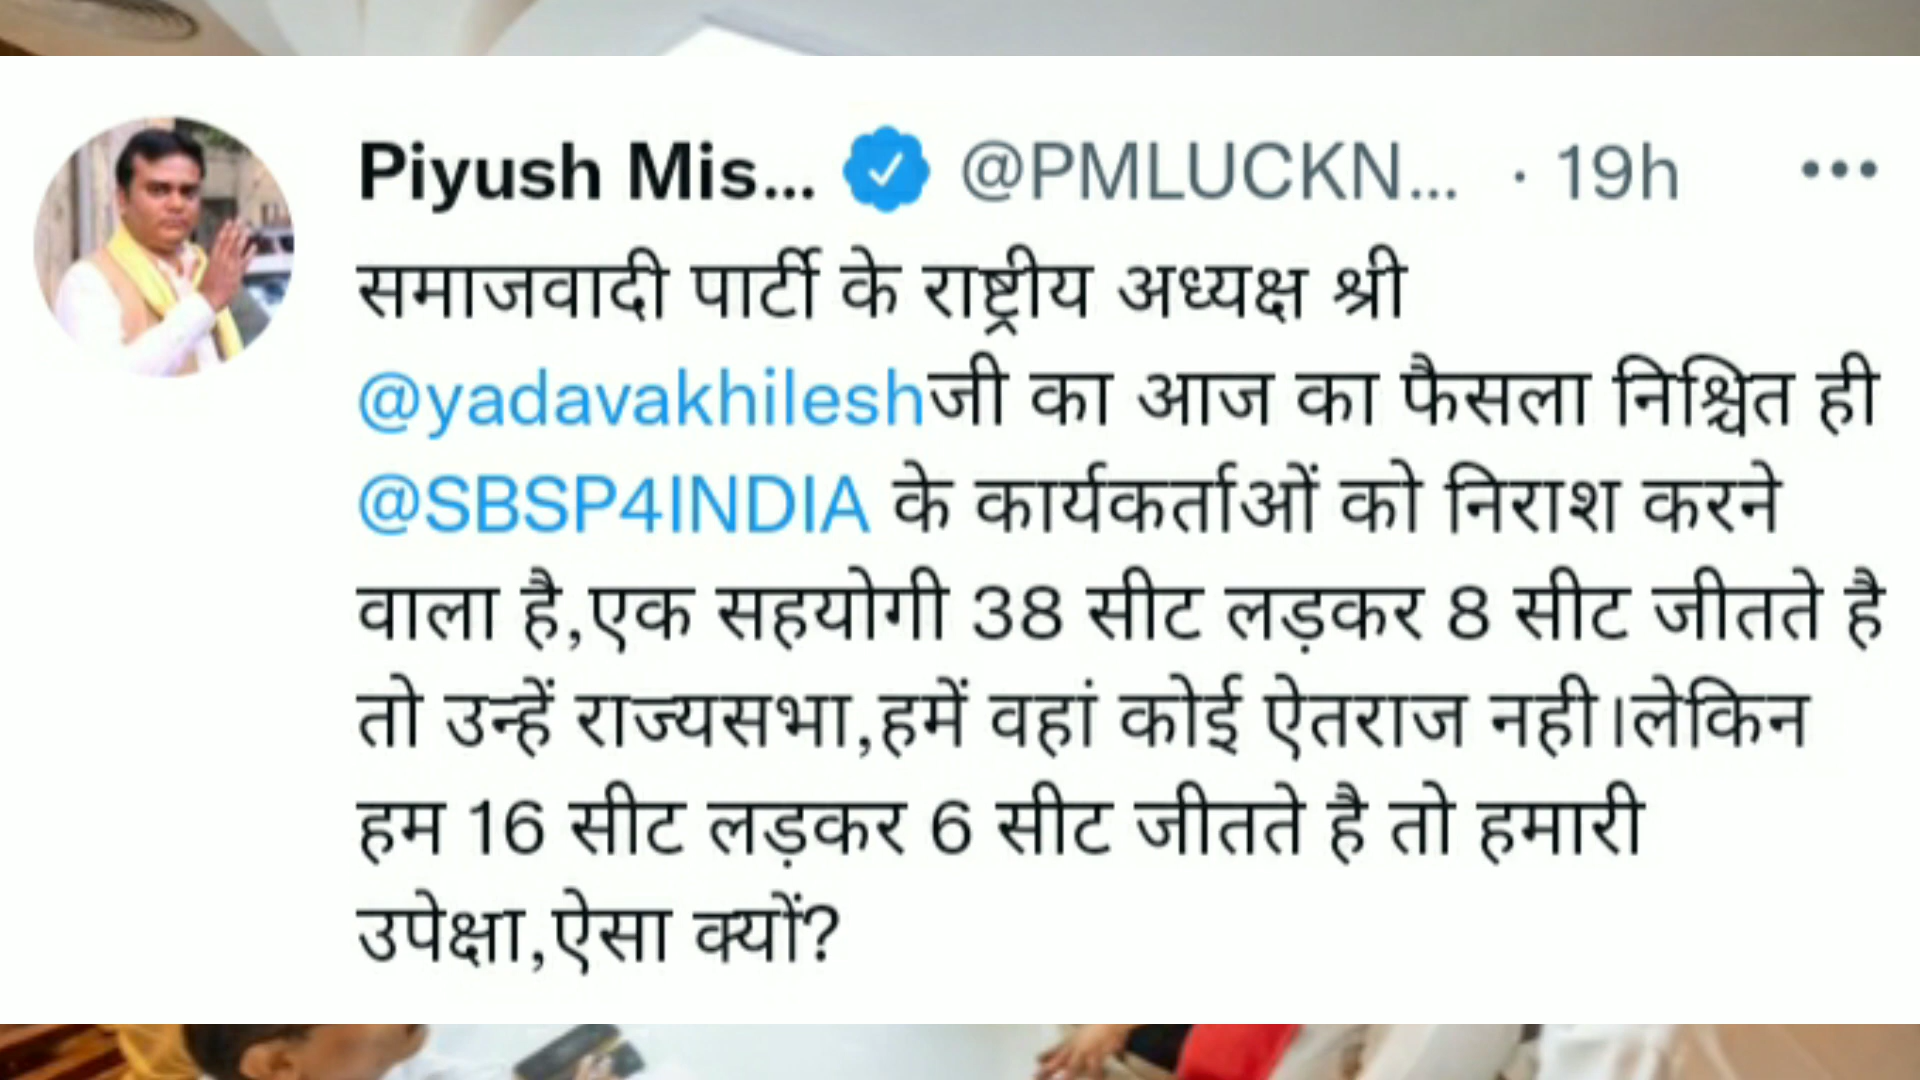 Piyush Mis... @PMLUCKN... · 19h
समाजवादी पार्टी के राष्ट्रीय अध्यक्ष श्री
@yadavakhileshजी का आज का फैसला निश्चित ही
@SBSP4INDIA के कार्यकर्ताओं को निराश करने
वाला है,एक सहयोगी 38 सीट लड़कर 8 सीट जीतते है
तो उन्हें राज्यसभा,हमें वहां कोई ऐतराज नही।लेकिन
हम 16 सीट लड़कर 6 सीट जीतते है तो हमारी
उपेक्षा,ऐसा क्यों?